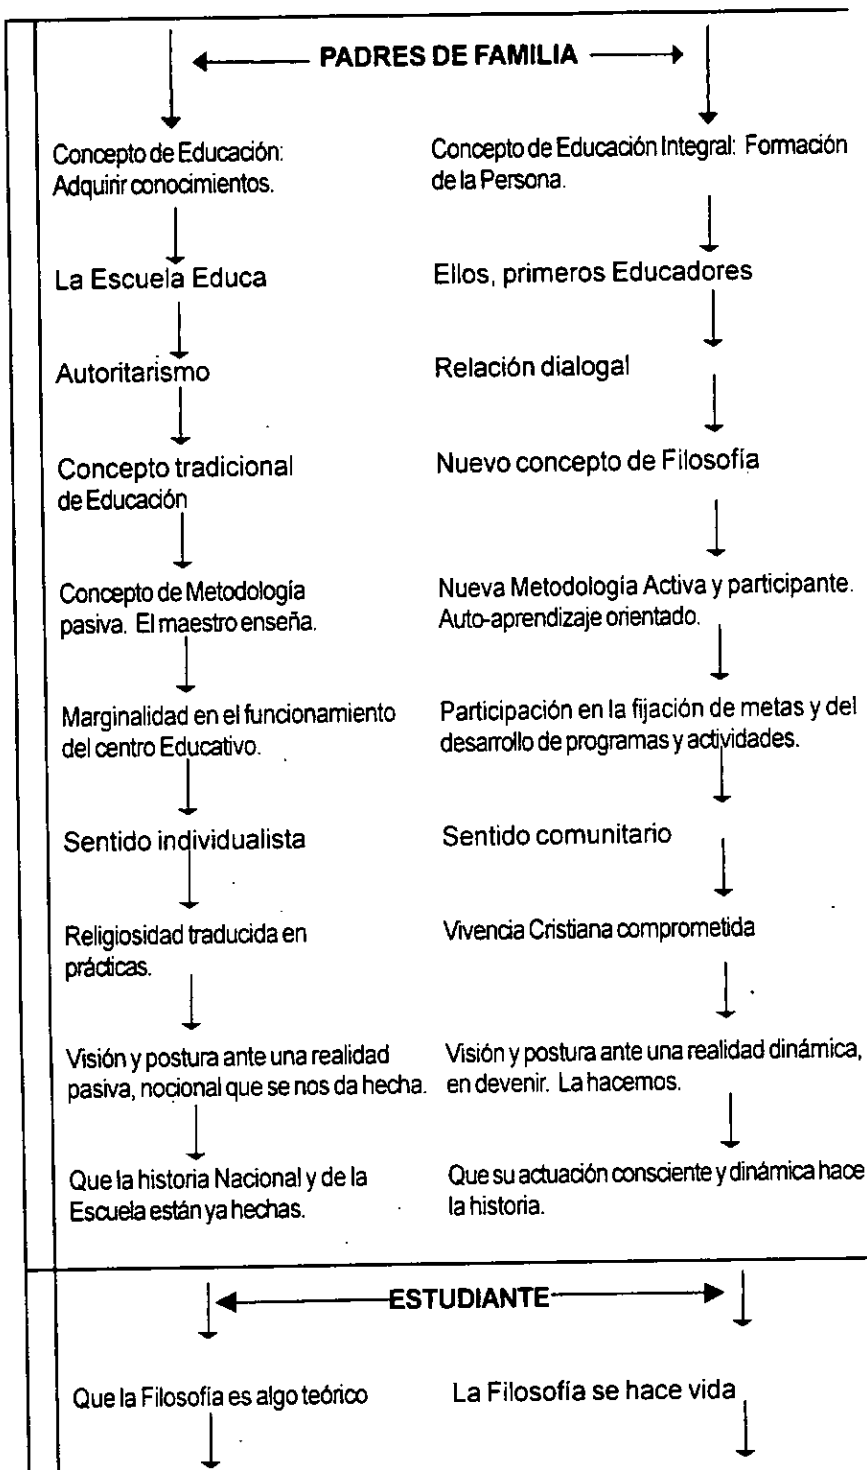 PADRES DE FAMILIA
Concepto de Educación:
Adquirir conocimientos.
Concepto de Educación Integral: Formación
de la Persona.
La Escuela Educa
Ellos, primeros Educadores
Autoritarismo
Relación dialogal
Concepto tradicional
de Educación
Nuevo concepto de Filosofía
Concepto de Metodología
pasiva. El maestro enseña.
Nueva Metodología Activa y participante.
Auto-aprendizaje orientado.
Marginalidad en el funcionamiento
del centro Educativo.
Participación en la fijación de metas y del
desarrollo de programas y actividades.
Sentido individualista
Sentido comunitario
Religiosidad traducida en
prácticas.
Vivencia Cristiana comprometida
Visión y postura ante una realidad
pasiva, nocional que se nos da hecha.
Visión y postura ante una realidad dinámica,
en devenir. La hacemos.
Que la historia Nacional y de la
Escuela están ya hechas.
Que su actuación consciente y dinámica hace
la historia.
ESTUDIANTE
Que la Filosofía es algo teórico
La Filosofía se hace vida